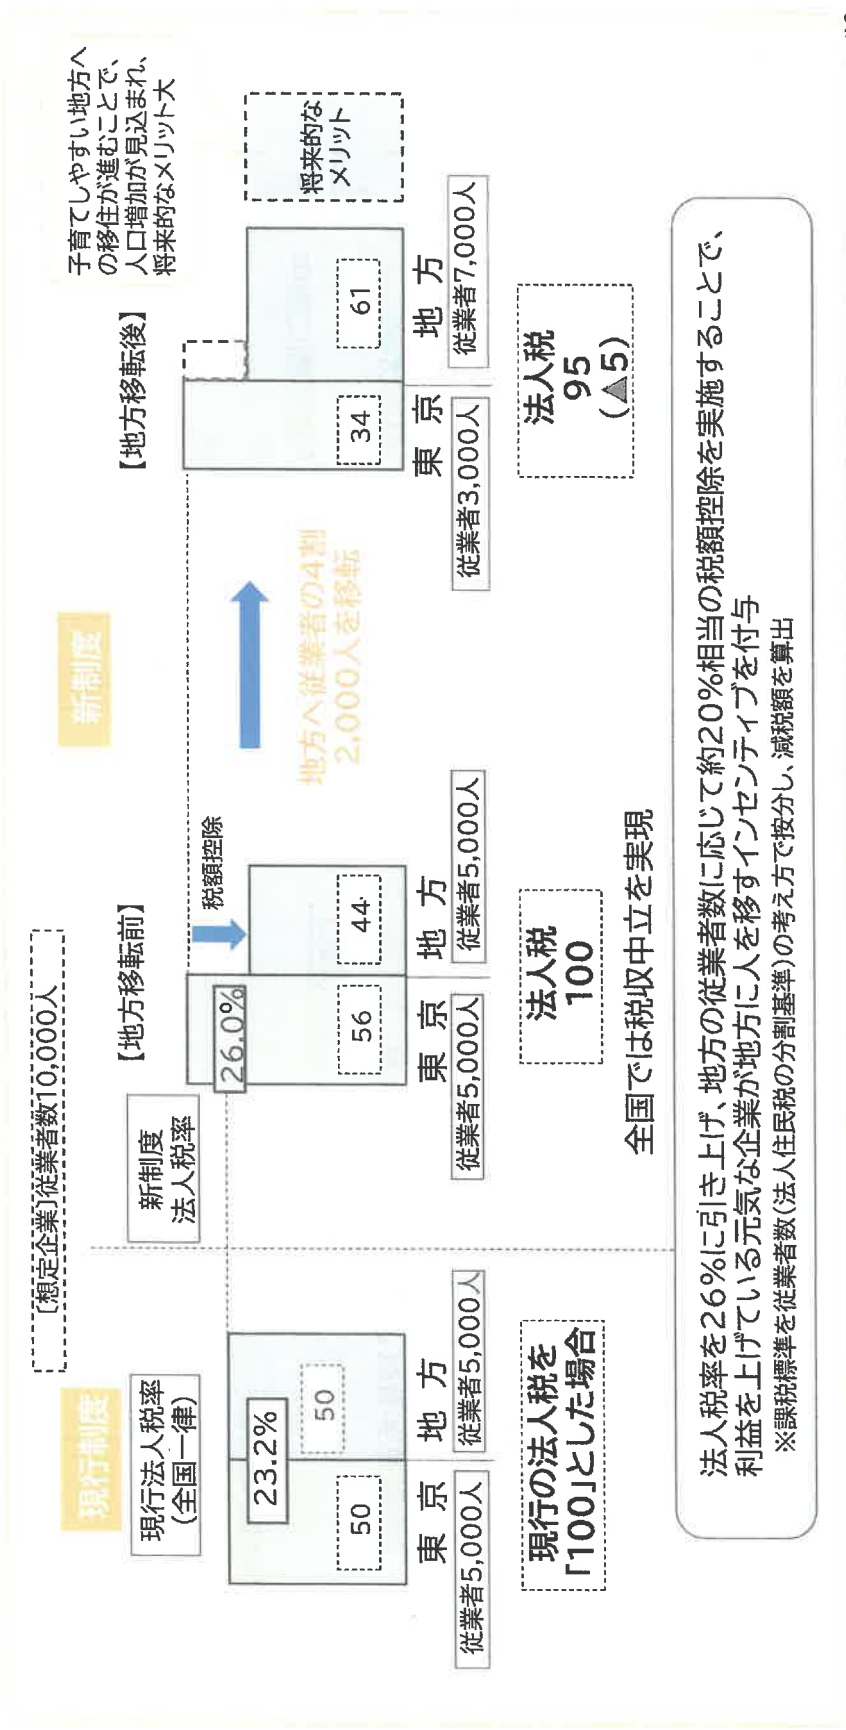 〔想定企業〕従業者数10,000人
現行制度
現行法人税率
(全国一律)
23.2%
50
50
東 京
地 方
従業者5,000人
従業者5,000人
現行の法人税を
「100」とした場合
新制度
【地方移転前】
新制度
法人税率
26.0%
税額控除
56
44
東 京
地 方
従業者5,000人
従業者5,000人
法人税
100
全国では税収中立を実現
地方へ従業者の4割
2,000人を移転
【地方移転後】
34
61
東 京
地 方
従業者3,000人
従業者7,000人
法人税
95
(▲5)
子育てしやすい地方へ
の移住が進むことで、
人口増加が見込まれ、
将来的なメリット大
将来的な
メリット
法人税率を26%に引き上げ、地方の従業者数に応じて約20%相当の税額控除を実施することで、
利益を上げている元気な企業が地方に人を移すインセンティブを付与
※課税標準を従業者数(法人住民税の分割基準)の考え方で按分し、減税額を算出